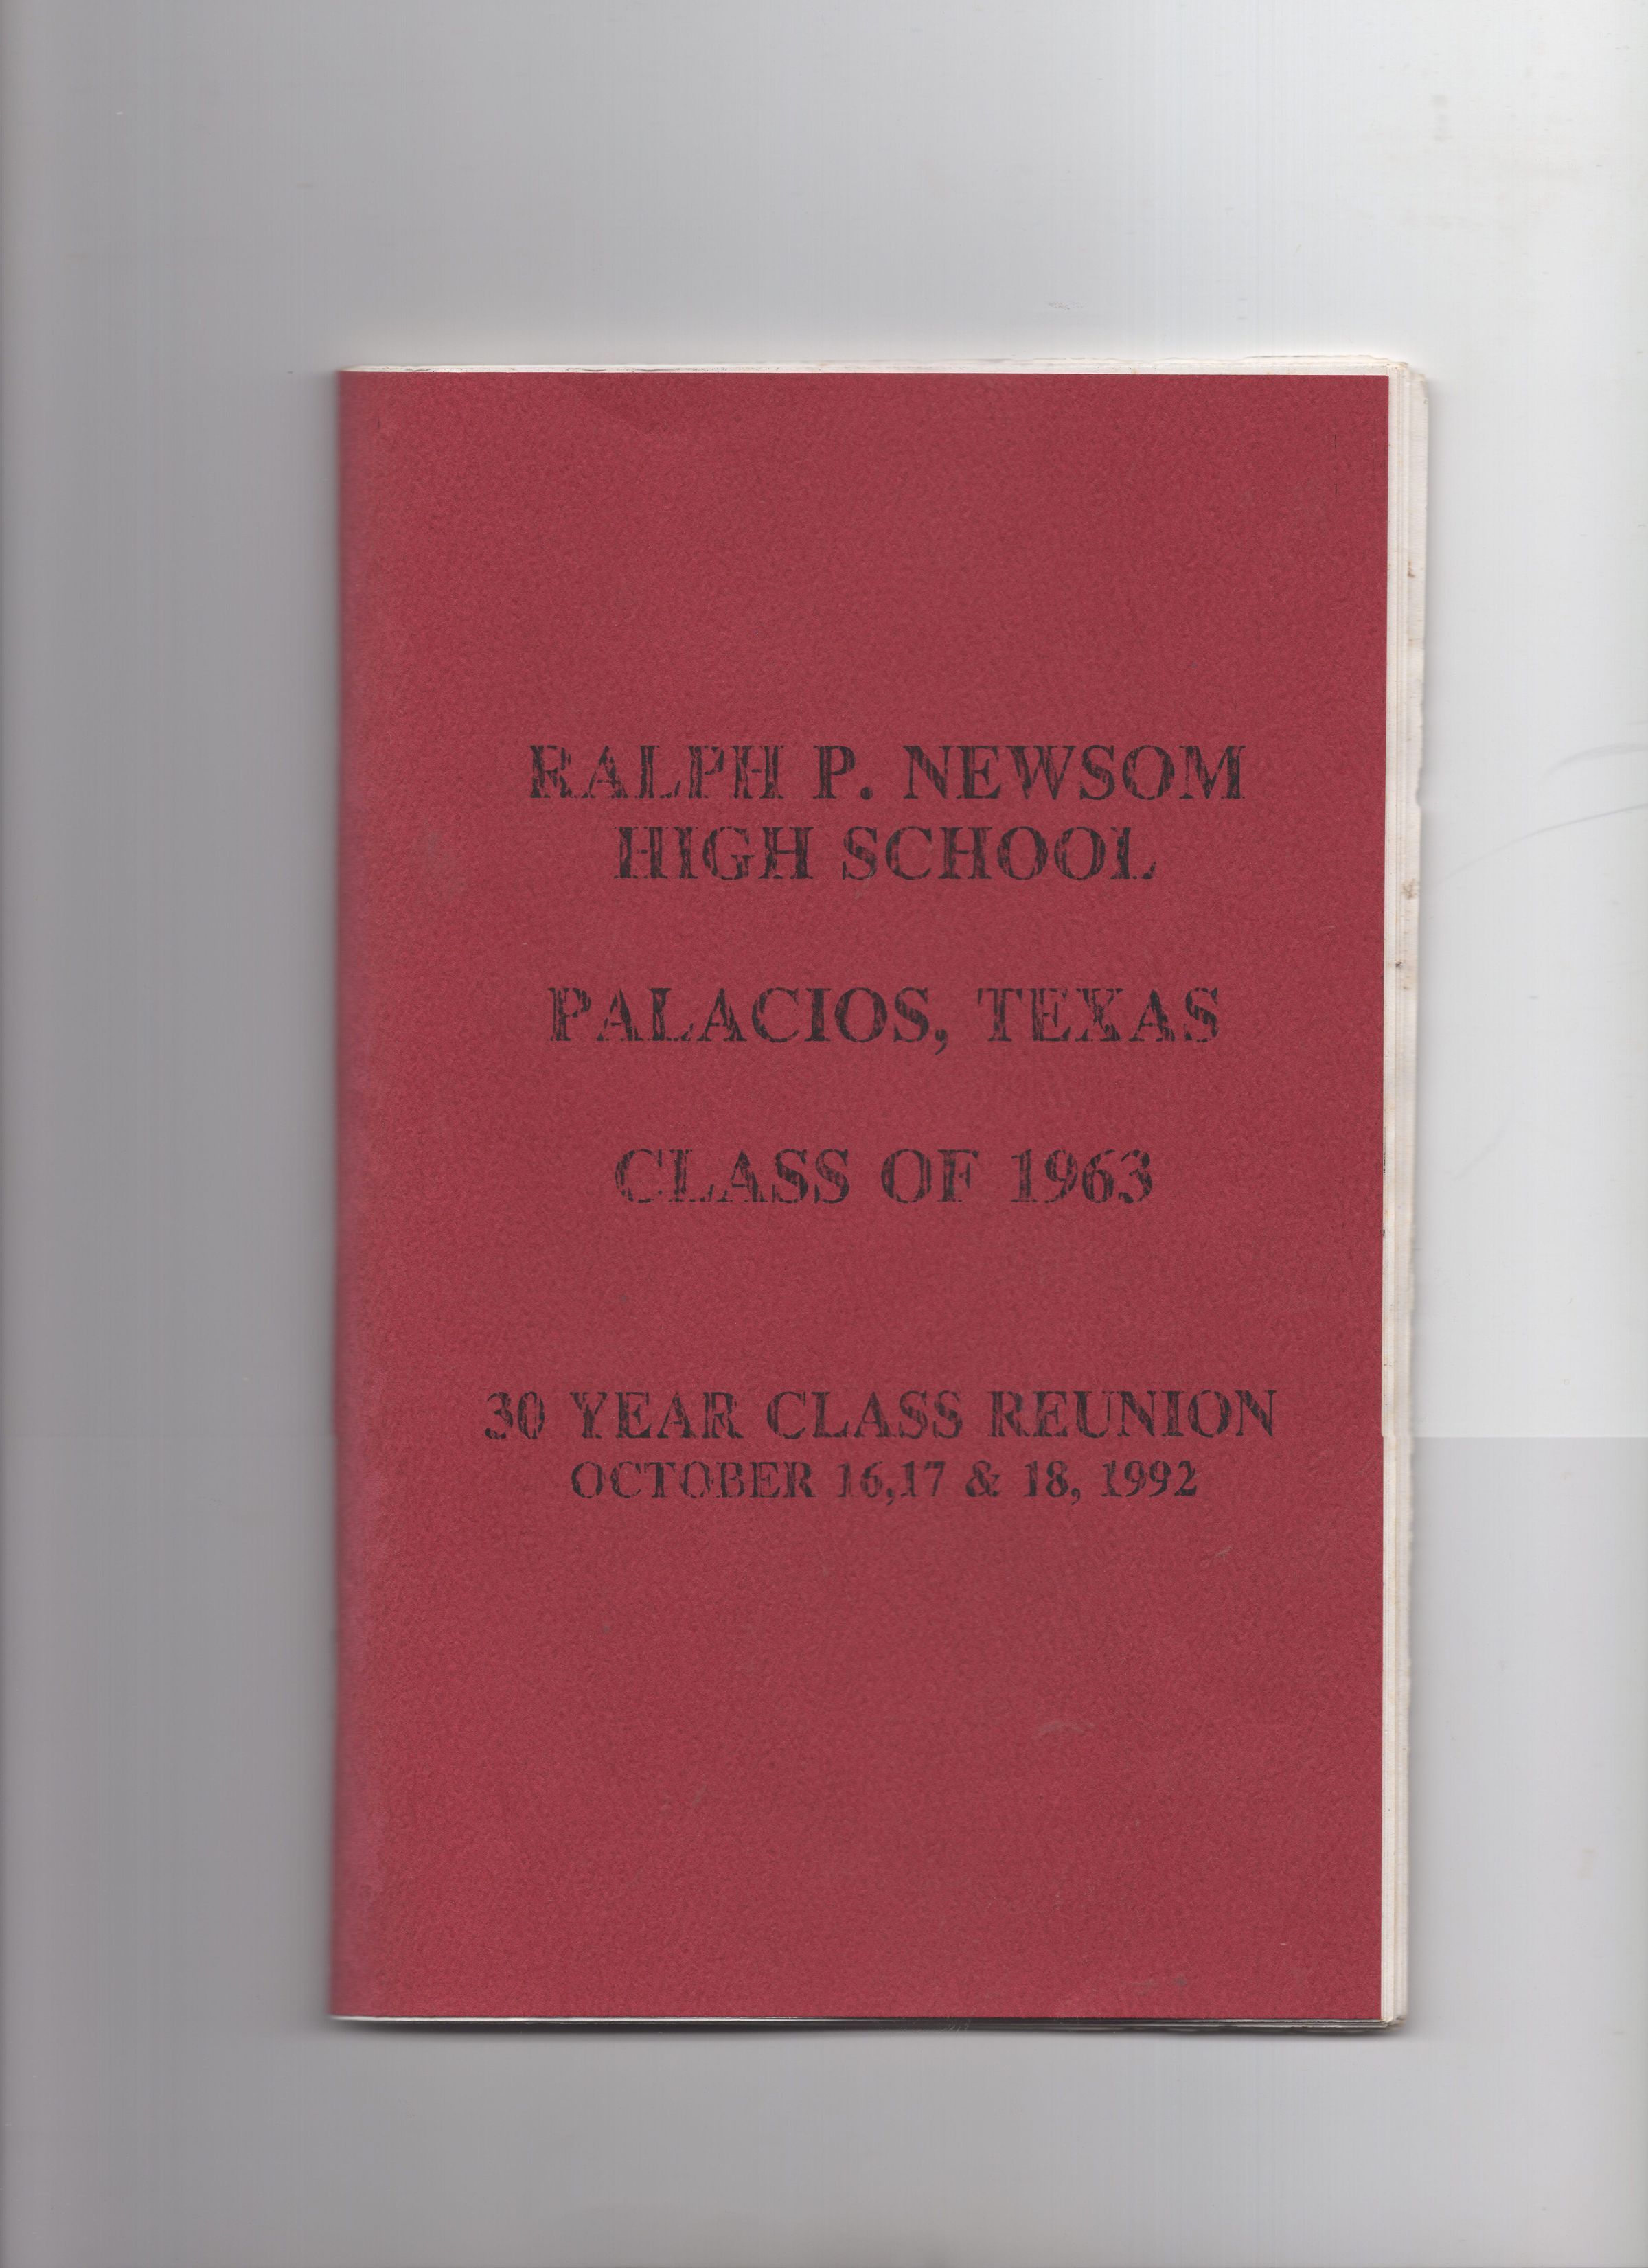 RALPH P. NEWSOM
HIGH SCHOOL
PALACIOS, TEXAS
CLASS OF 1963
30 YEAR CLASS REUNION
OCTOBER 16,17 & 18, 1992